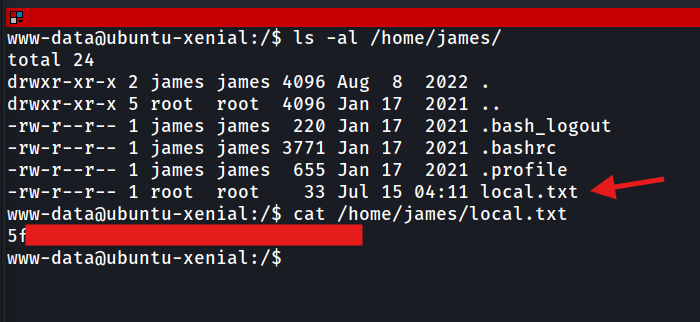 www-data@ubuntu-xenial:/$ ls -al /home/james/
total 24
drwxr-xr-x 2 james james 4096 Aug  8  2022 .
drwxr-xr-x 5 root  root  4096 Jan 17  2021 ..
-rw-r--r-- 1 james james  220 Jan 17  2021 .bash_logout
-rw-r--r-- 1 james james 3771 Jan 17  2021 .bashrc
-rw-r--r-- 1 james james  655 Jan 17  2021 .profile
-rw-r--r-- 1 root  root    33 Jul 15 04:11 local.txt
www-data@ubuntu-xenial:/$ cat /home/james/local.txt
5f
www-data@ubuntu-xenial:/$